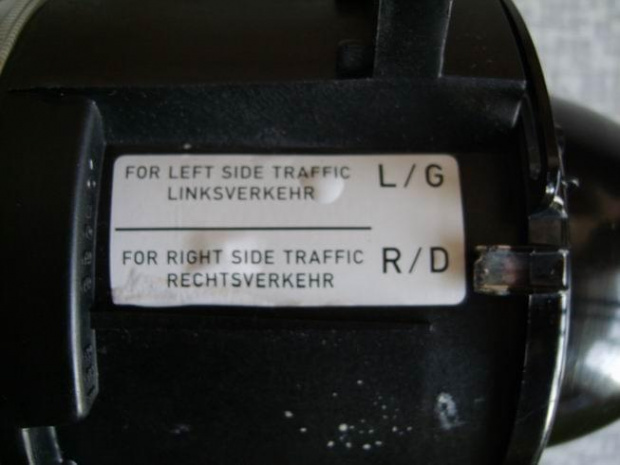 FOR LEFT SIDE TRAFFIC L/G
LINKSVERKEHR
FOR RIGHT SIDE TRAFFIC R/D
RECHTSVERKEHR